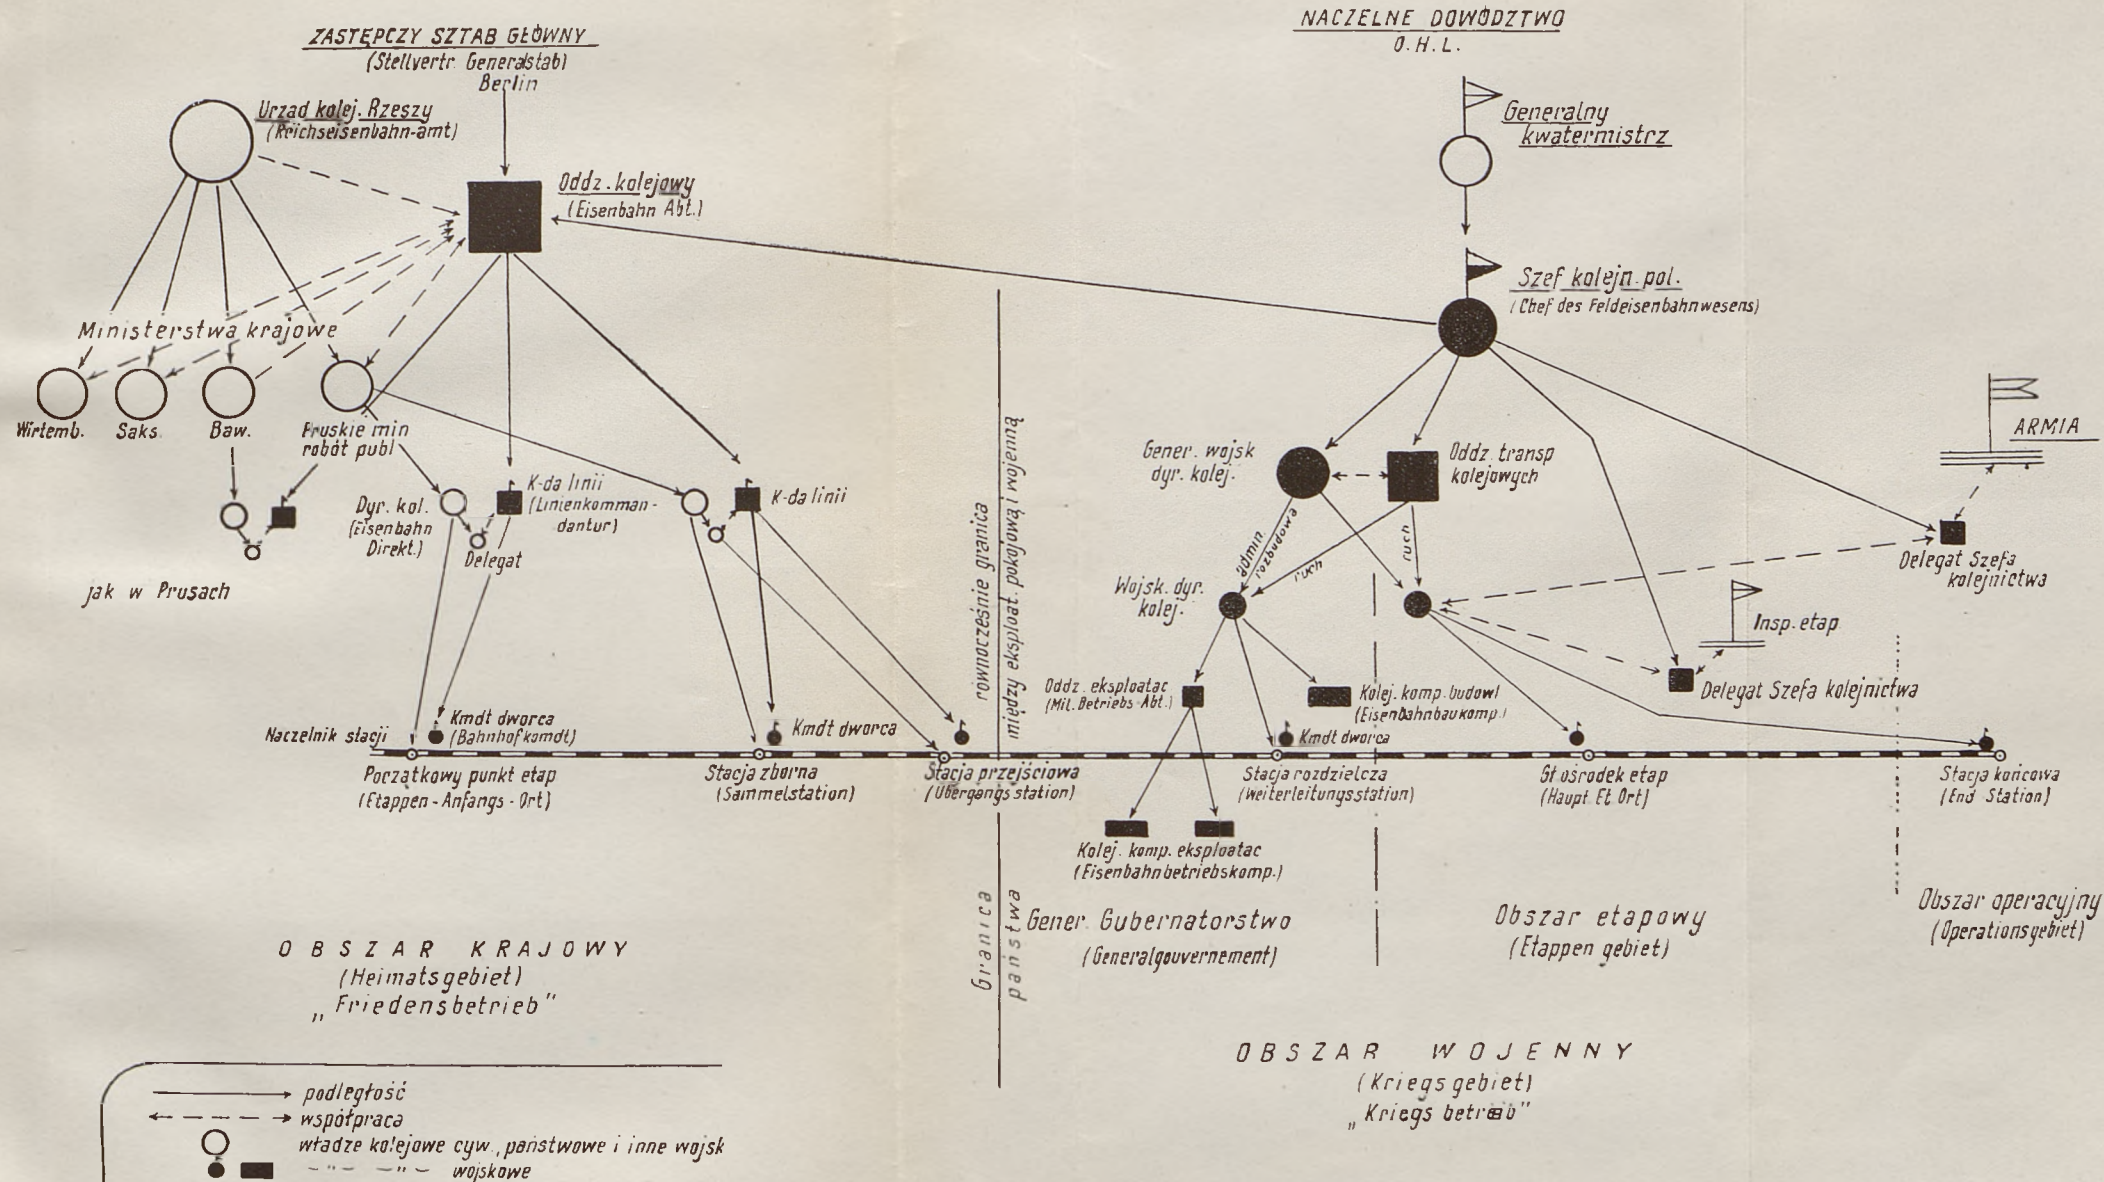 ZASTĘPCZY SZTAB GŁÓWNY
(Stellvertr. Generalstab)
Berlin
NACZELNE DOWÓDZTWO
O.H.L.
Urzad kolej. Rzeszy
(Reichseisenbahn-amt)
Generalny
kwatermistrz
Oddz. kolejowy
(Eisenbahn Abt.)
Szef kolejn. pol.
(Chef des Feldeisenbahnwesens)
Ministerstwa krajowe
Wirtemb.
Saks.
Baw.
Pruskie min
robót publ
ARMIA
Gener. wojsk
dyr. kolej.
Oddz. transp
kolejowych
Dyr. kol.
(Eisenbahn
Direkt.)
K-da linii
(Linienkomman-
dantur)
Delegat
K-da linii
równocześnie granica
między eksploat. pokojową i wojenną
admin.
rozbudowa
ruch
ruch
Delegat Szefa
kolejnictwa
jak w Prusach
Wojsk. dyr.
kolej.
Insp. etap
Oddz. eksploatac
(Mil. Betriebs-Abt.)
Kolej. komp. budowl
(Eisenbahnbaukomp.)
Delegat Szefa kolejnictwa
Naczelnik stacji
Kmdt dworca
(Bahnhofkomdt)
Kmdt dworca
Kmdt dworca
Początkowy punkt etap
(Etappen-Anfangs-Ort)
Stacja zborna
(Sammelstation)
Stacja przejściowa
(Übergangsstation)
Stacja rozdzielcza
(Weiterleitungsstation)
Gł ośrodek etap
(Haupt Et Ort)
Stacja końcowa
(End Station)
Kolej. komp. eksploatac
(Eisenbahnbetriebskomp.)
Granica
państwa
Gener. Gubernatorstwo
(Generalgouvernement)
Obszar etapowy
(Etappen gebiet)
Obszar operacyjny
(Operationsgebiet)
OBSZAR KRAJOWY
(Heimatsgebiet)
„Friedensbetrieb"
OBSZAR WOJENNY
(Kriegsgebiet)
„Kriegs betrieb"
podległość
współpraca
władze kolejowe cyw., państwowe i inne wojsk
-"- -"- wojskowe